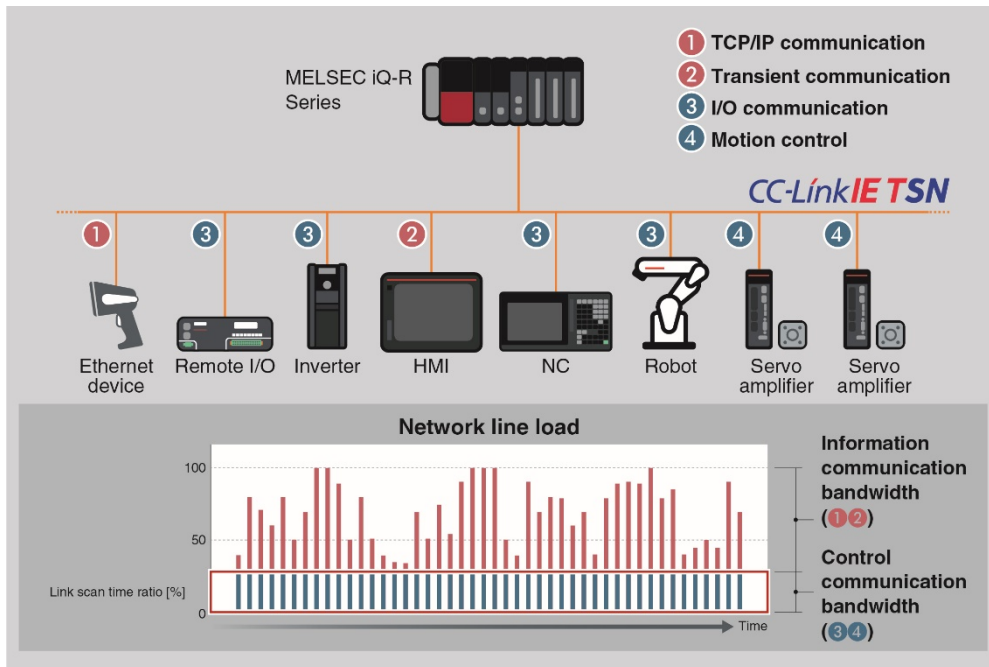 MELSEC iQ-R
Series
1 TCP/IP communication
2 Transient communication
3 I/O communication
4 Motion control
CC-Link IE TSN
1 3 3 2 3 3 4 4
Ethernet
device
Remote I/O
Inverter
HMI
NC
Robot
Servo
amplifier
Servo
amplifier
Network line load
100
50
0
Link scan time ratio [%]
Time
Information
communication
bandwidth
(12)
Control
communication
bandwidth
(34)